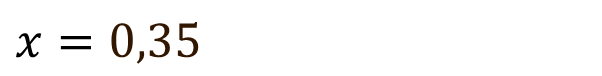 x = 0,35